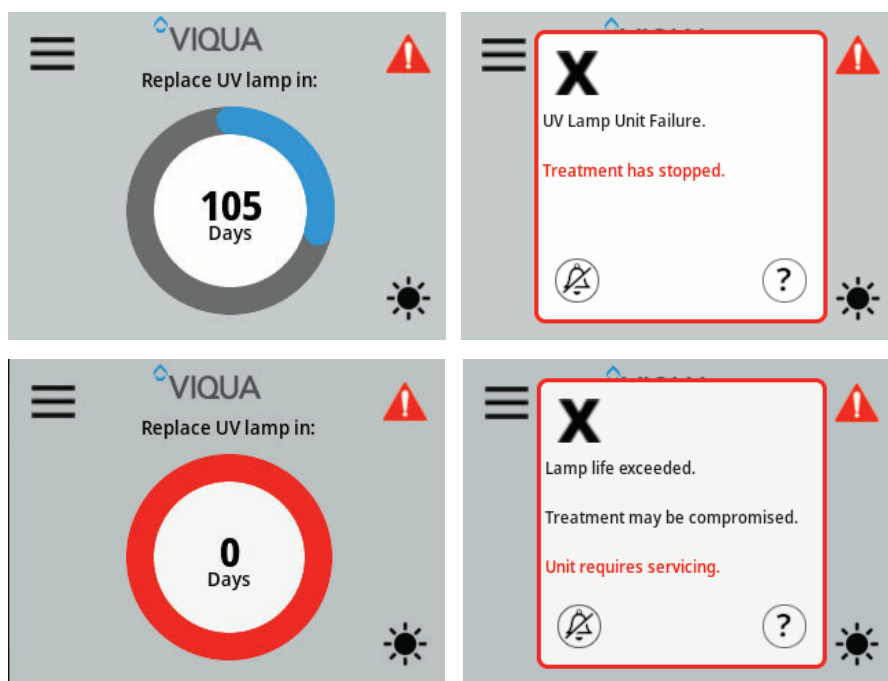 VIQUA
Replace UV lamp in:
105
Days
X
UV Lamp Unit Failure.
Treatment has stopped.
?
VIQUA
Replace UV lamp in:
0
Days
X
Lamp life exceeded.
Treatment may be compromised.
Unit requires servicing.
?